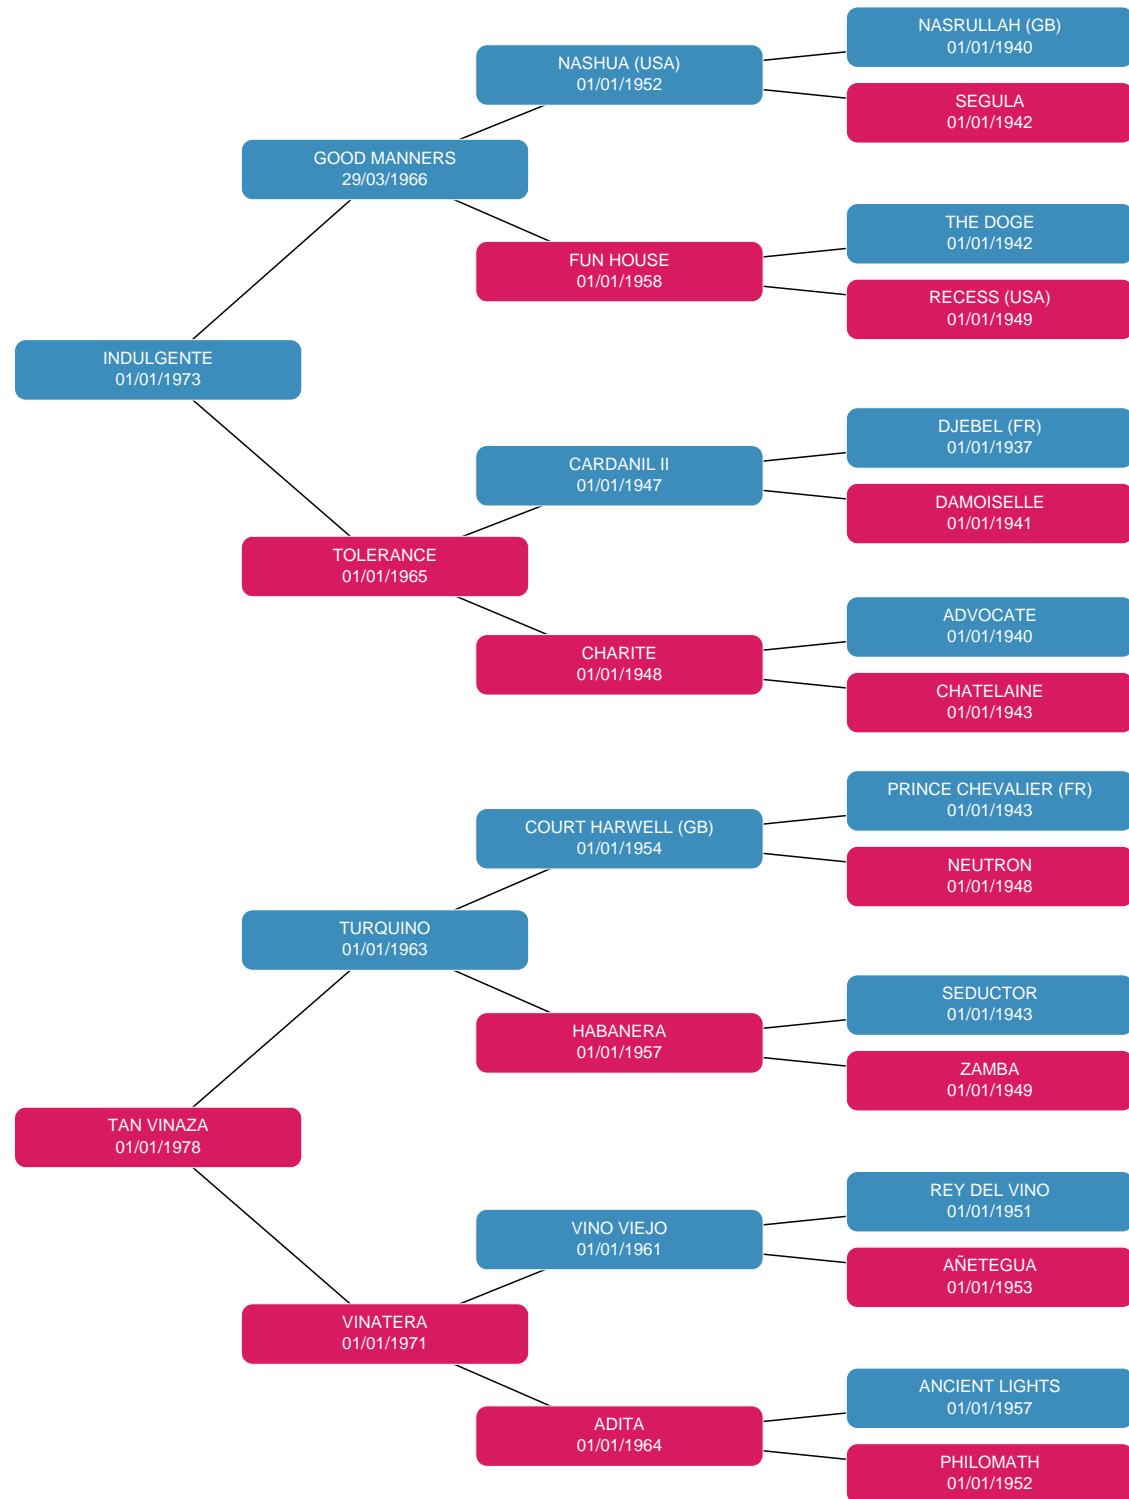 NASRULLAH (GB)
01/01/1940
NASHUA (USA)
01/01/1952
SEGULA
01/01/1942
GOOD MANNERS
29/03/1966
THE DOGE
01/01/1942
FUN HOUSE
01/01/1958
RECESS (USA)
01/01/1949
INDULGENTE
01/01/1973
DJEBEL (FR)
01/01/1937
CARDANIL II
01/01/1947
DAMOISELLE
01/01/1941
TOLERANCE
01/01/1965
ADVOCATE
01/01/1940
CHARITE
01/01/1948
CHATELAINE
01/01/1943
PRINCE CHEVALIER (FR)
01/01/1943
COURT HARWELL (GB)
01/01/1954
NEUTRON
01/01/1948
TURQUINO
01/01/1963
SEDUCTOR
01/01/1943
HABANERA
01/01/1957
ZAMBA
01/01/1949
TAN VINAZA
01/01/1978
REY DEL VINO
01/01/1951
VINO VIEJO
01/01/1961
AÑETEGUA
01/01/1953
VINATERA
01/01/1971
ANCIENT LIGHTS
01/01/1957
ADITA
01/01/1964
PHILOMATH
01/01/1952